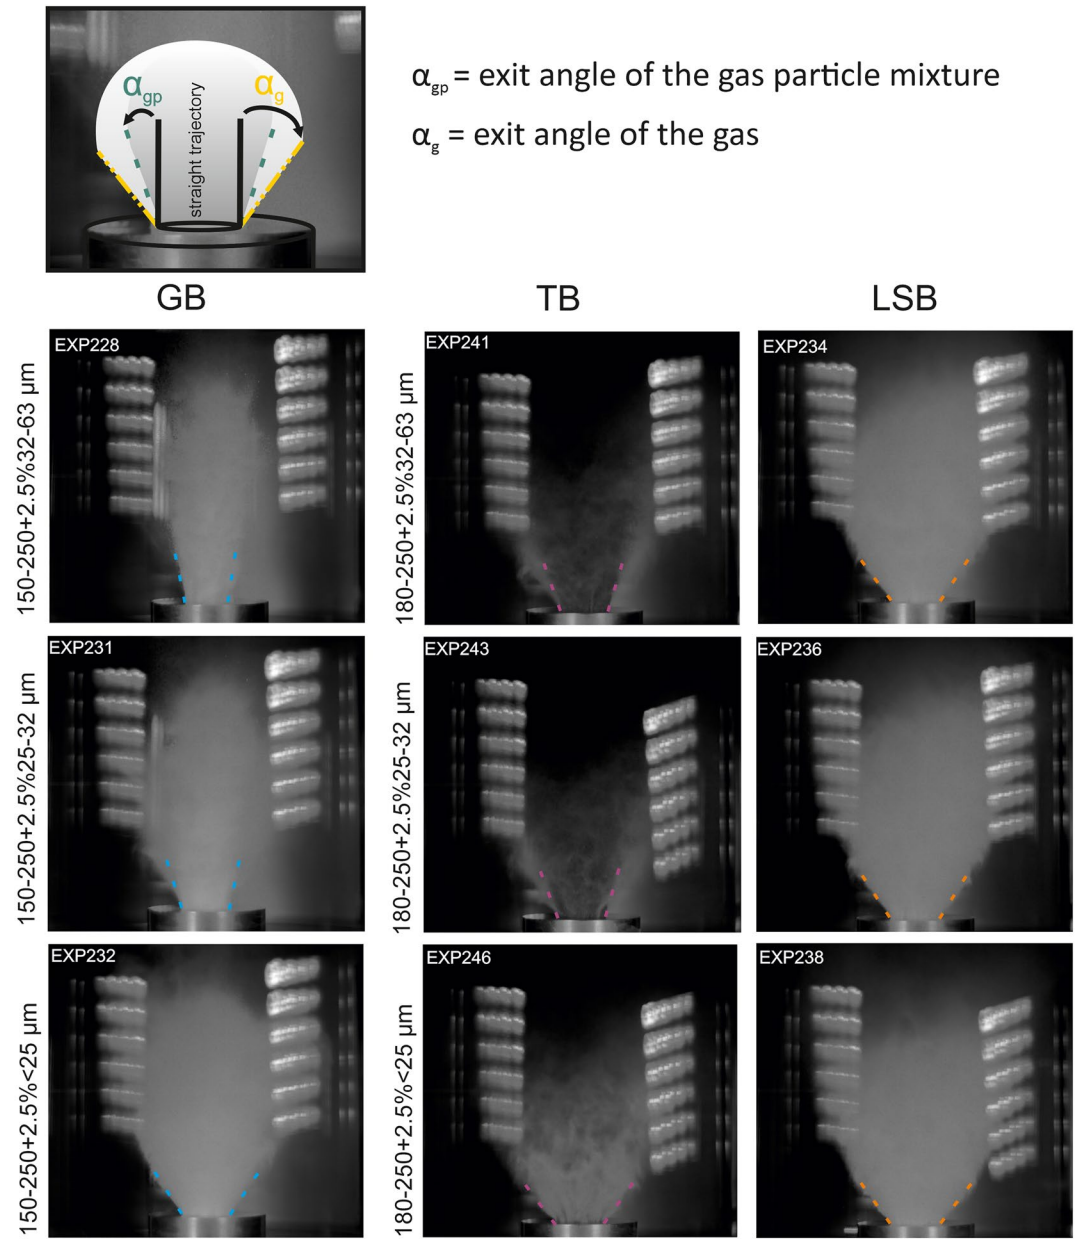 αgp = exit angle of the gas particle mixture
αg = exit angle of the gas
αgp
αg
straight trajectory
GB
TB
LSB
150-250+2.5%32-63 µm
EXP228
180-250+2.5%32-63 µm
EXP241
EXP234
150-250+2.5%25-32 µm
EXP231
180-250+2.5%25-32 µm
EXP243
EXP236
150-250+2.5%<25 µm
EXP232
180-250+2.5%<25 µm
EXP246
EXP238